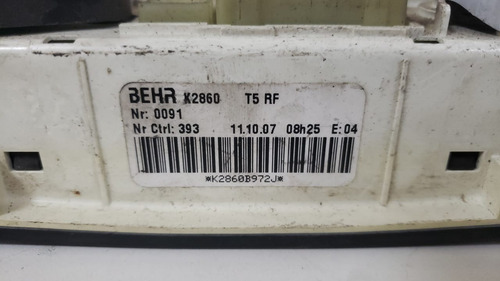 BEHR K2860 T5 RF
Nr: 0091
Nr Ctrl: 393 11.10.07 08h25 E:04
*K2860B972J*